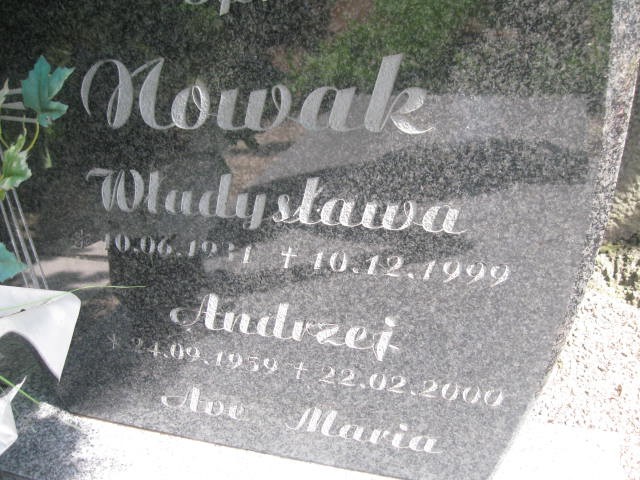 Nowak
Władysława
* 10.06.1931 † 10.12.1999
Andrzej
* 24.09.1959 † 22.02.2000
Ave Maria